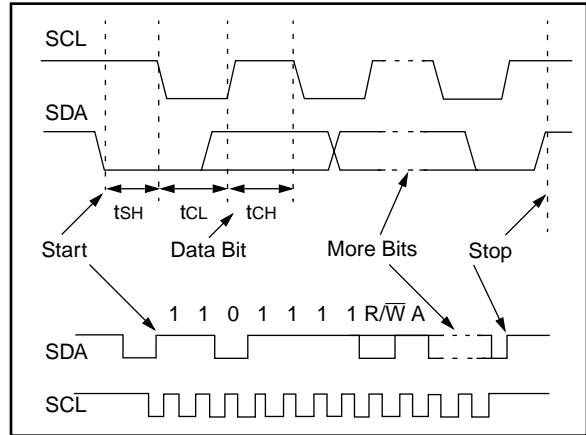 SCL
SDA
tSH tCL tCH
Start Data Bit More Bits Stop
1 1 0 1 1 1 1 R/W̅ A
SDA
SCL